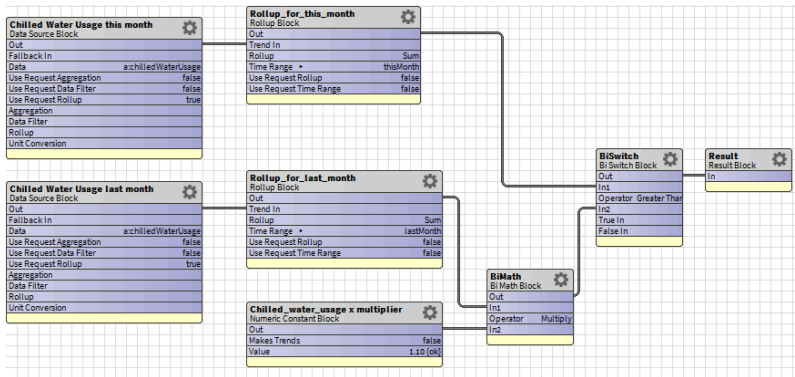 Chilled Water Usage this month
Data Source Block
Out
Fallback In
Data a:chilledWaterUsage
Use Request Aggregation false
Use Request Data Filter false
Use Request Rollup true
Aggregation
Data Filter
Rollup
Unit Conversion
Rollup_for_this_month
Rollup Block
Out
Trend In
Rollup Sum
Time Range ▸ thisMonth
Use Request Rollup false
Use Request Time Range false
Chilled Water Usage last month
Data Source Block
Out
Fallback In
Data a:chilledWaterUsage
Use Request Aggregation false
Use Request Data Filter false
Use Request Rollup true
Aggregation
Data Filter
Rollup
Unit Conversion
Rollup_for_last_month
Rollup Block
Out
Trend In
Rollup Sum
Time Range ▸ lastMonth
Use Request Rollup false
Use Request Time Range false
Chilled_water_usage x multiplier
Numeric Constant Block
Out
Makes Trends false
Value 1.10 {ok}
BiMath
Bi Math Block
Out
In1
Operator Multiply
In2
BiSwitch
Bi Switch Block
Out
In1
Operator Greater Than
In2
True In
False In
Result
Result Block
In